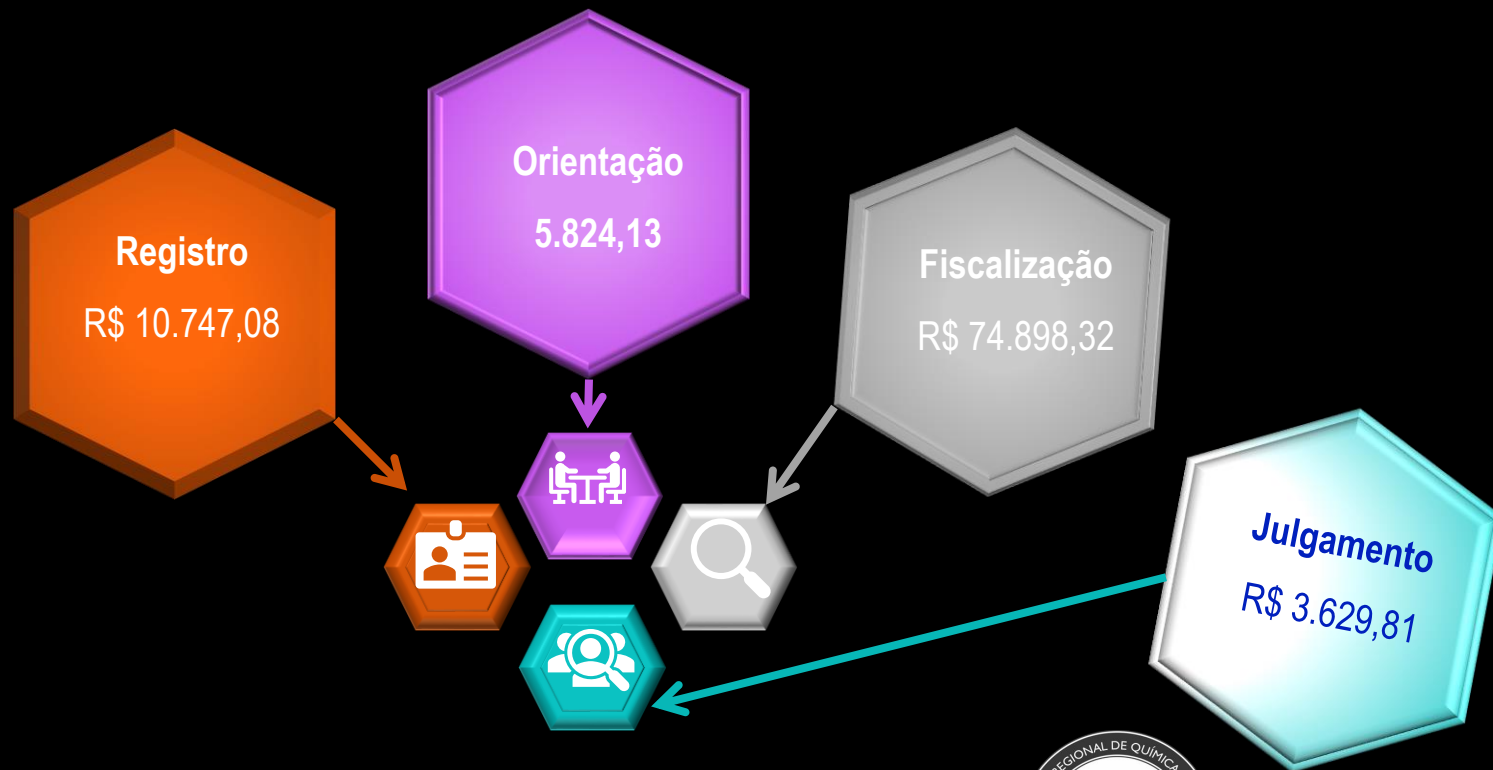 Registro
R$ 10.747,08
Orientação
5.824,13
Fiscalização
R$ 74.898,32
Julgamento
R$ 3.629,81
REGIONAL DE QUÍMICA